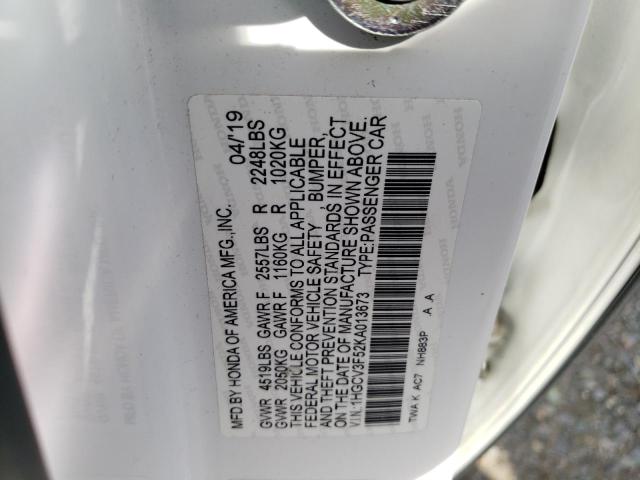 MFD BY HONDA OF AMERICA MFG.,INC. 04/'19
GVWR 4519LBS GAWR F 2557LBS R 2248LBS
GVWR 2050KG GAWR F 1160KG R 1020KG
THIS VEHICLE CONFORMS TO ALL APPLICABLE
FEDERAL MOTOR VEHICLE SAFETY , BUMPER,
AND THEFT PREVENTION STANDARDS IN EFFECT
ON THE DATE OF MANUFACTURE SHOWN ABOVE.
V.I.N.:1HGCV3F52KA013673 TYPE:PASSENGER CAR
TWA K AC7 NH883P A A
HONDA